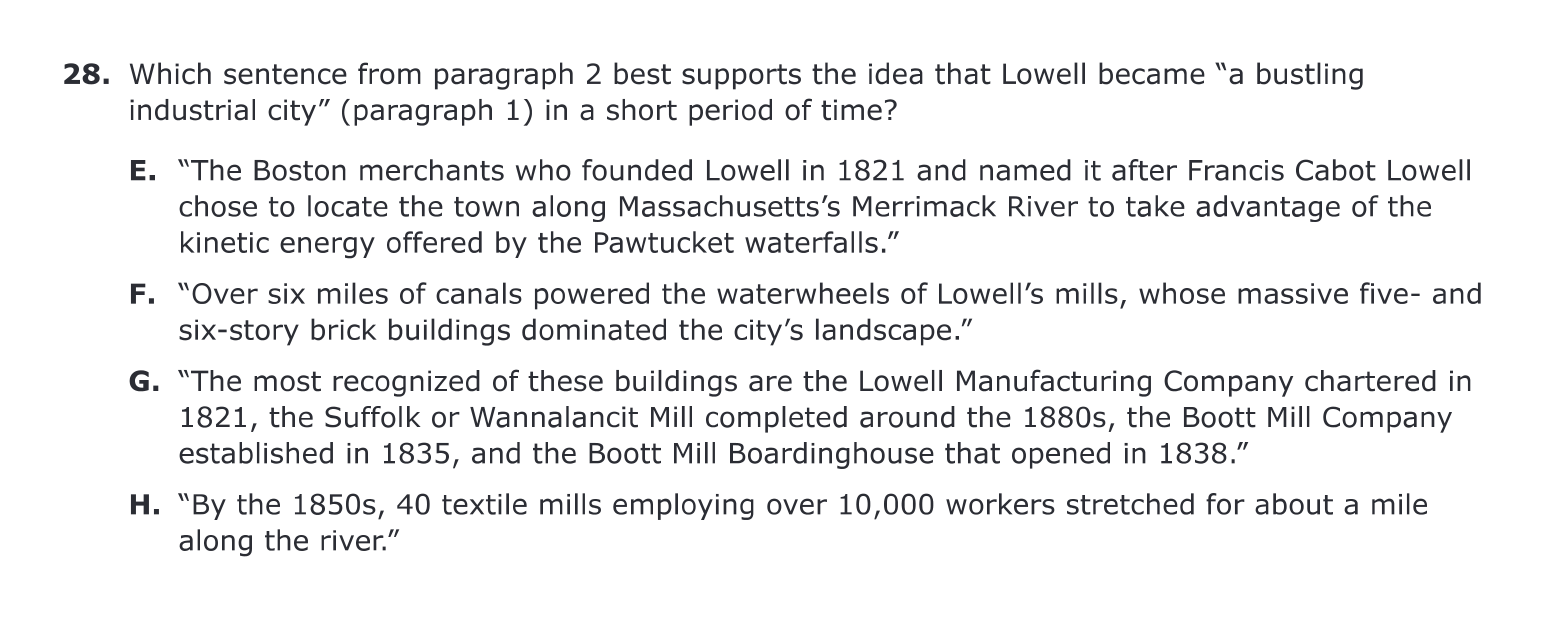 28. Which sentence from paragraph 2 best supports the idea that Lowell became “a bustling
industrial city” (paragraph 1) in a short period of time?
E. “The Boston merchants who founded Lowell in 1821 and named it after Francis Cabot Lowell
chose to locate the town along Massachusetts’s Merrimack River to take advantage of the
kinetic energy offered by the Pawtucket waterfalls.”
F. “Over six miles of canals powered the waterwheels of Lowell’s mills, whose massive five- and
six-story brick buildings dominated the city’s landscape.”
G. “The most recognized of these buildings are the Lowell Manufacturing Company chartered in
1821, the Suffolk or Wannalancit Mill completed around the 1880s, the Boott Mill Company
established in 1835, and the Boott Mill Boardinghouse that opened in 1838.”
H. “By the 1850s, 40 textile mills employing over 10,000 workers stretched for about a mile
along the river.”